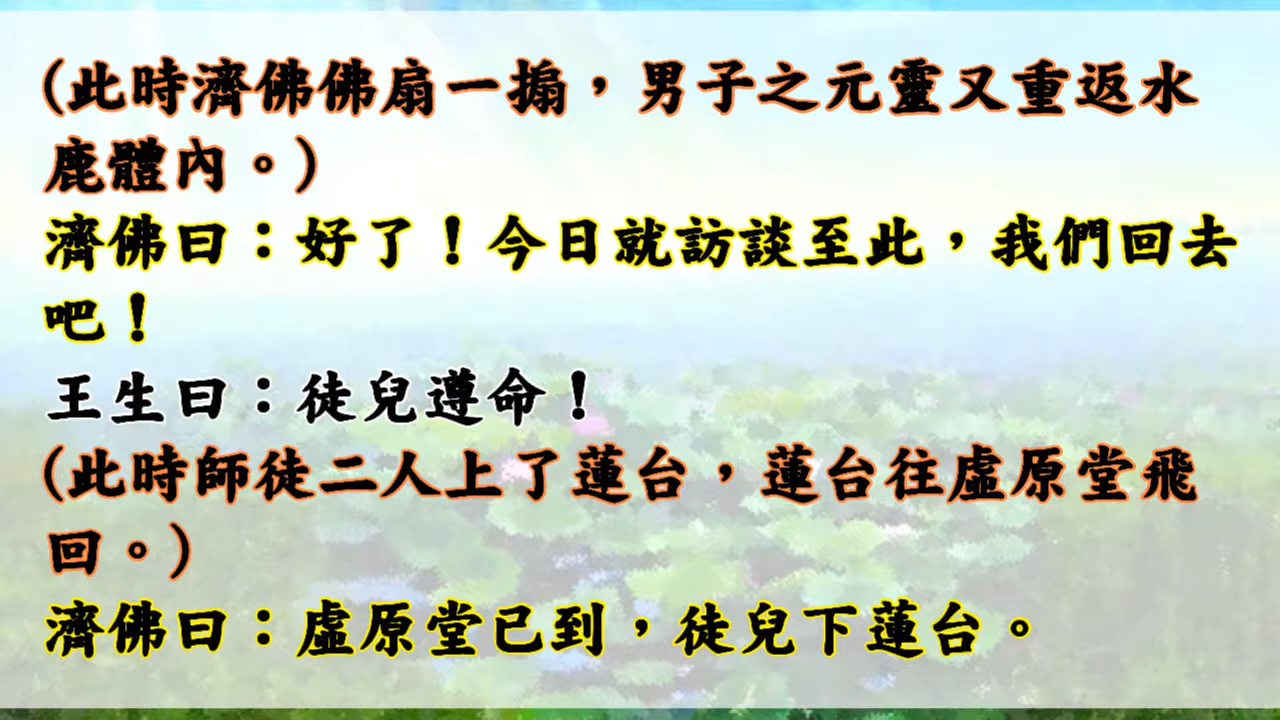 (此時濟佛佛扇一搧，男子之元靈又重返水
鹿體內。)
濟佛曰：好了！今日就訪談至此，我們回去
吧！
王生曰：徒兒遵命！
(此時師徒二人上了蓮台，蓮台往虛原堂飛
回。)
濟佛曰：虛原堂已到，徒兒下蓮台。